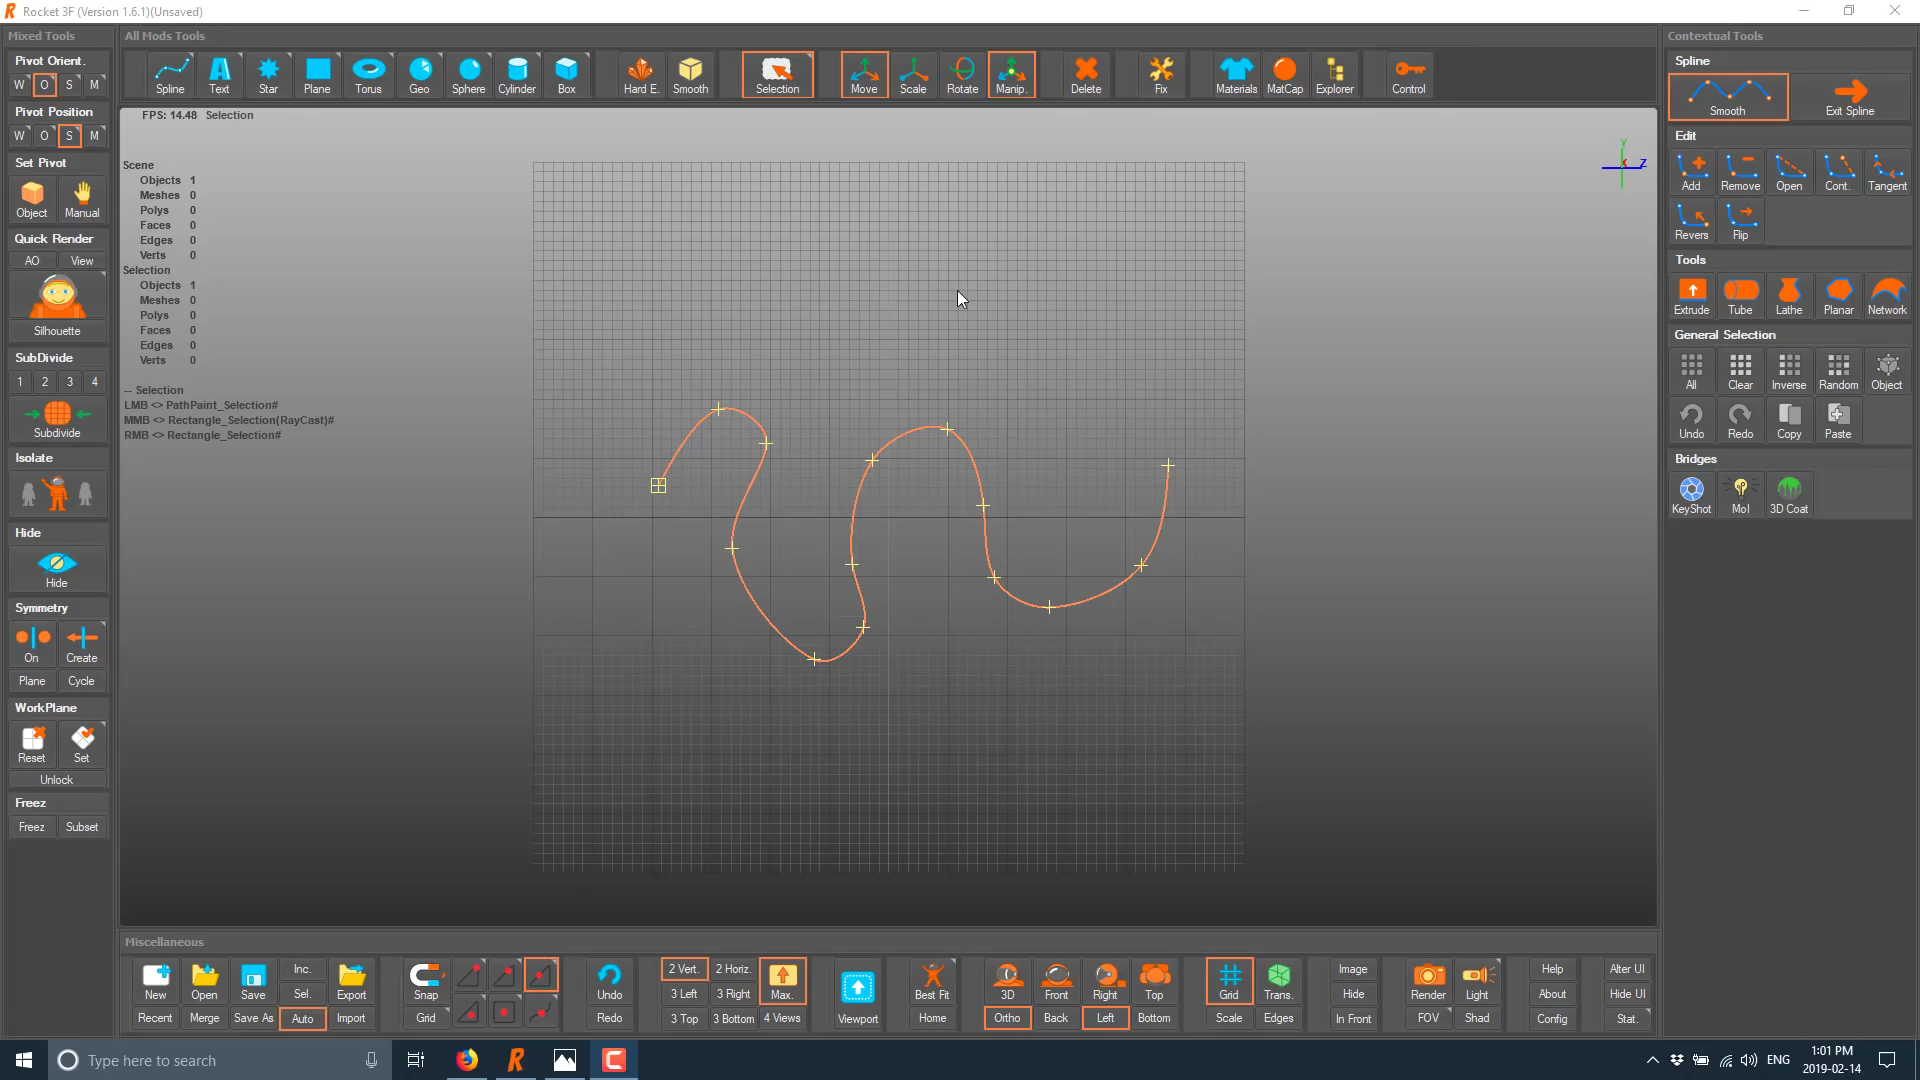 Rocket 3F (Version 1.6.1)(Unsaved)
Mixed Tools
Pivot Orient.
W O S M
Pivot Position
W O S M
Set Pivot
Object Manual
Quick Render
AO View
Silhouette
SubDivide
1 2 3 4
Subdivide
Isolate
Hide
Hide
Symmetry
On Create
Plane Cycle
WorkPlane
Reset Set
Unlock
Freez
Freez Subset
All Mods Tools
Spline Text Star Plane Torus Geo Sphere Cylinder Box Hard E. Smooth Selection Move Scale Rotate Manip. Delete Fix Materials MatCap Explorer Control
FPS: 14.48 Selection
Scene
Objects 1
Meshes 0
Polys 0
Faces 0
Edges 0
Verts 0
Selection
Objects 1
Meshes 0
Polys 0
Faces 0
Edges 0
Verts 0
-- Selection
LMB <> PathPaint_Selection#
MMB <> Rectangle_Selection(RayCast)#
RMB <> Rectangle_Selection#
Y
X Z
Contextual Tools
Spline
Smooth Exit Spline
Edit
Add Remove Open Cont. Tangent
Revers Flip
Tools
Extrude Tube Lathe Planar Network
General Selection
All Clear Inverse Random Object
Undo Redo Copy Paste
Bridges
KeyShot MoI 3D Coat
Miscellaneous
New Open Save Inc. Export
Sel.
Recent Merge Save As Auto Import
Snap
Grid
Undo
Redo
2 Vert. 2 Horiz. Max.
3 Left 3 Right
3 Top 3 Bottom 4 Views
Viewport
Best Fit
Home
3D Front Right Top
Ortho Back Left Bottom
Grid Trans.
Scale Edges
Image
Hide
In Front
Render Light
FOV Shad
Help
About
Config
Alter UI
Hide UI
Stat.
Type here to search
ENG
1:01 PM
2019-02-14